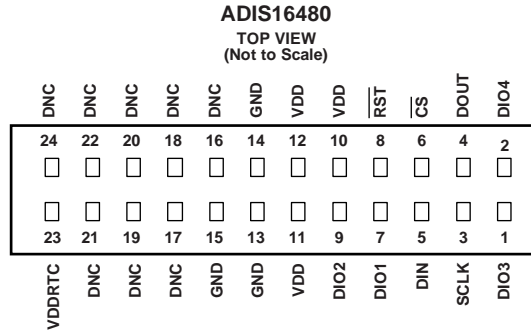 ADIS16480
TOP VIEW
(Not to Scale)
DNC DNC DNC DNC DNC GND VDD VDD RST CS DOUT DIO4
24 22 20 18 16 14 12 10 8 6 4 2
23 21 19 17 15 13 11 9 7 5 3 1
VDDRTC DNC DNC DNC GND GND VDD DIO2 DIO1 DIN SCLK DIO3